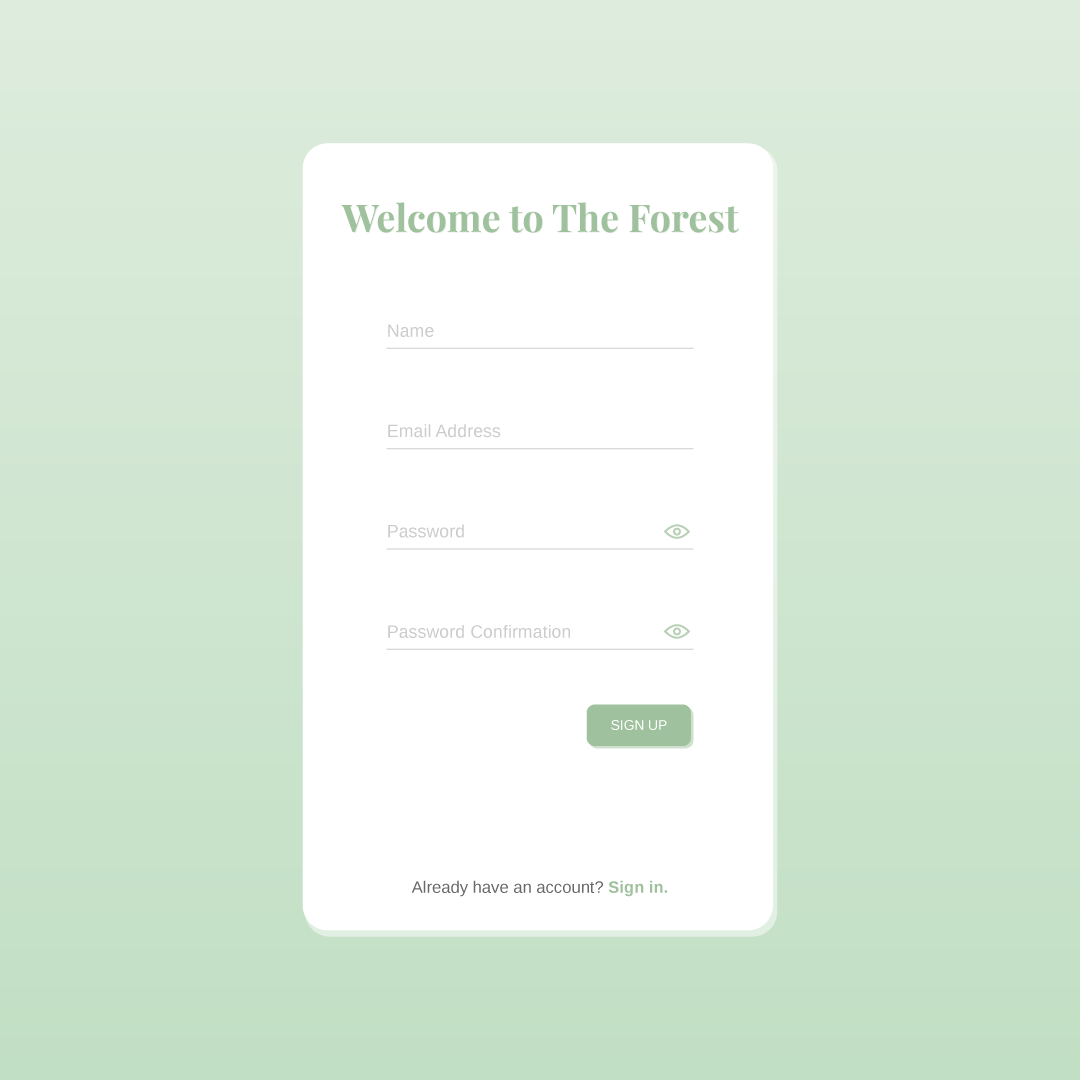 Welcome to The Forest
Name
Email Address
Password
Password Confirmation
SIGN UP
Already have an account? Sign in.